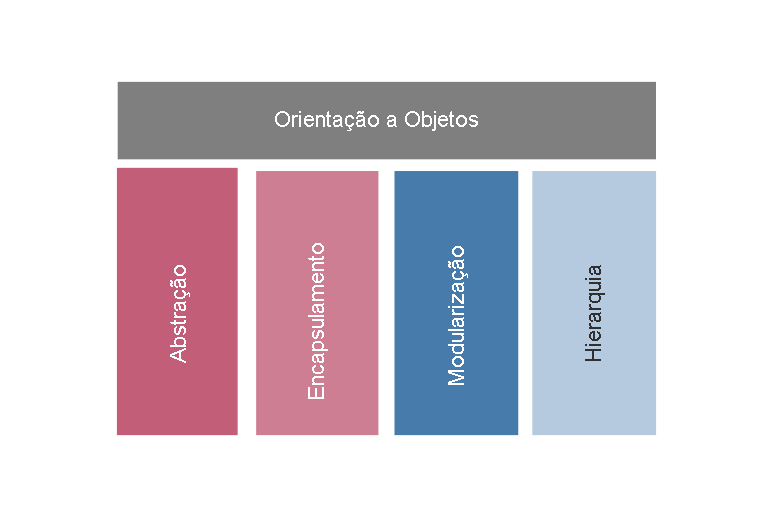 Orientação a Objetos
Abstração
Encapsulamento
Modularização
Hierarquia